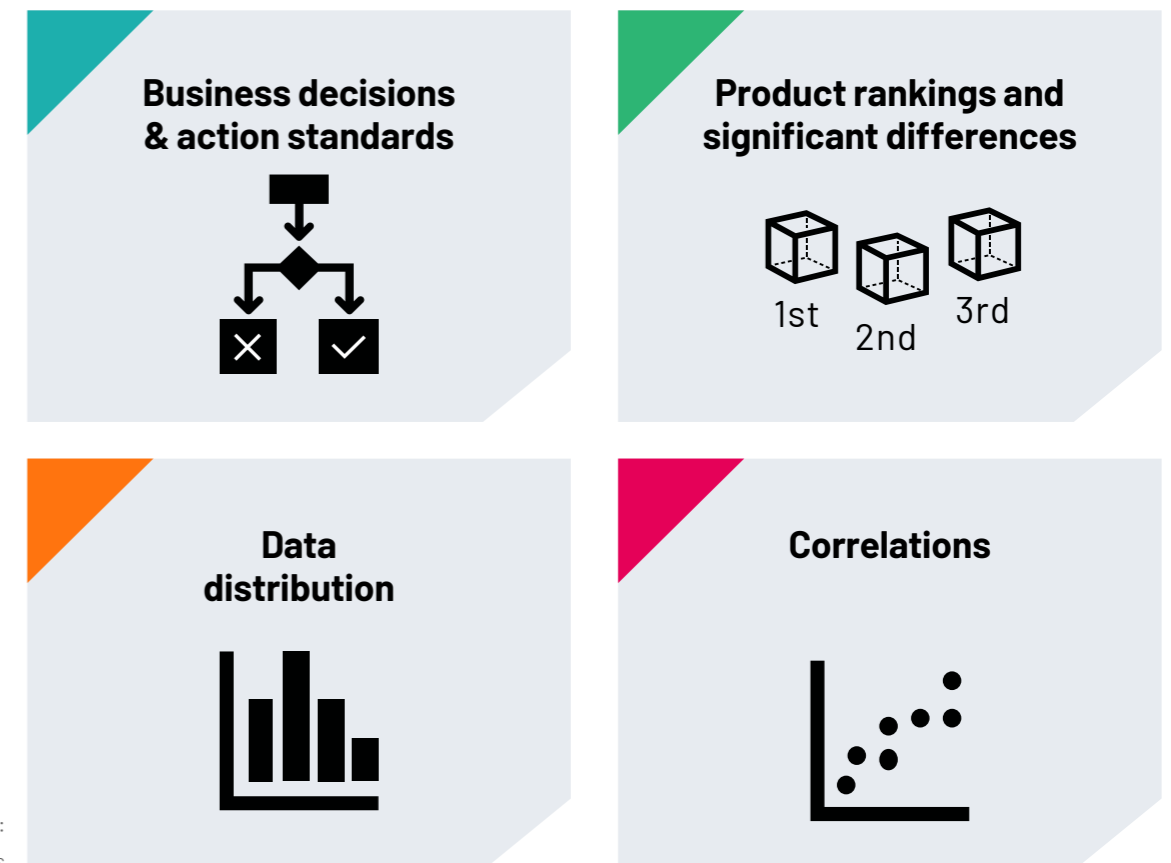 Business decisions
& action standards
Product rankings and
significant differences
1st
2nd
3rd
Data
distribution
Correlations
: